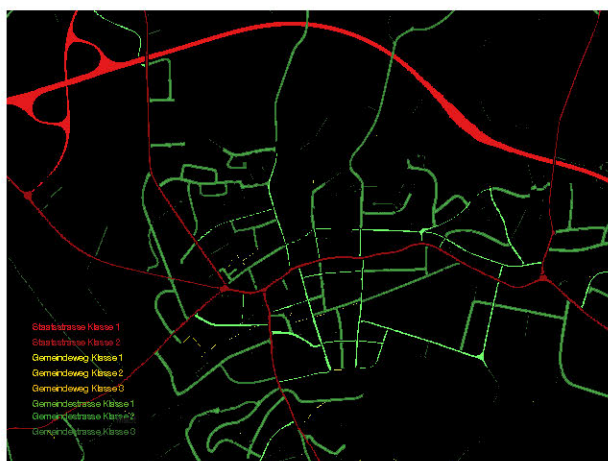 Staatsstrasse Klasse 1
Staatsstrasse Klasse 2
Gemeindeweg Klasse 1
Gemeindeweg Klasse 2
Gemeindeweg Klasse 3
Gemeindestrasse Klasse 1
Gemeindestrasse Klasse 2
Gemeindestrasse Klasse 3